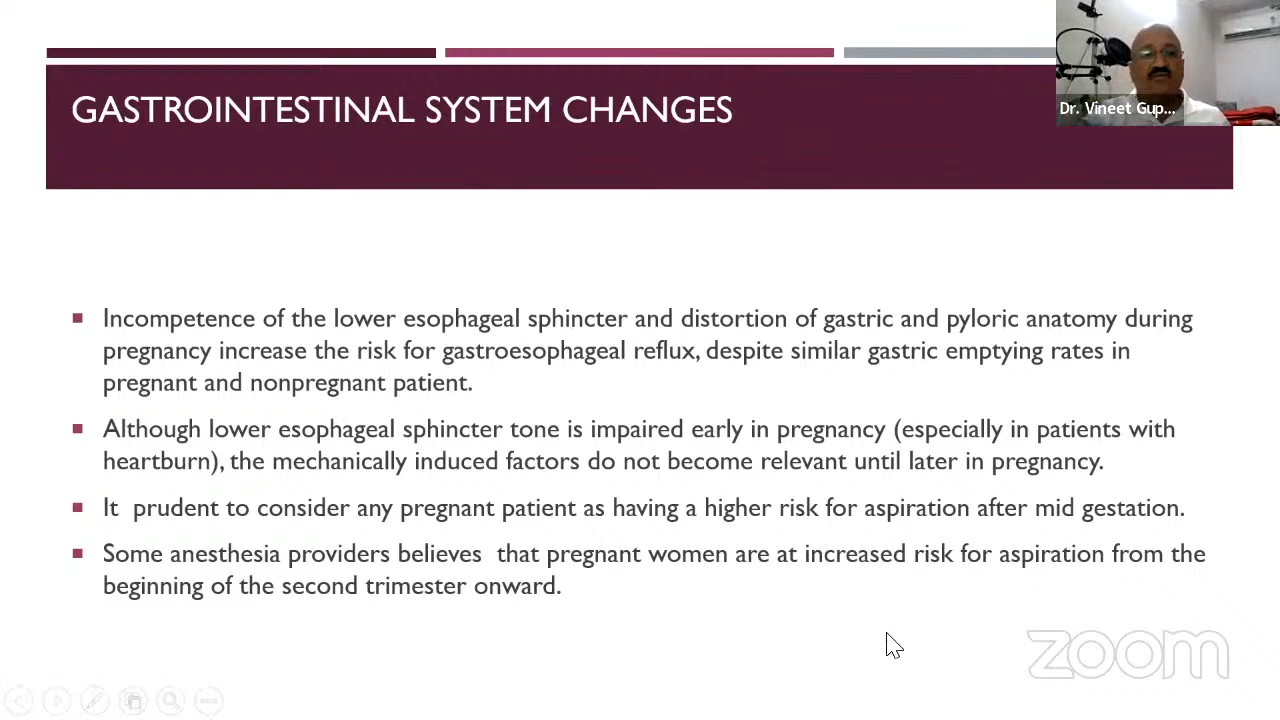 GASTROINTESTINAL SYSTEM CHANGES
Dr. Vineet Gup...
Incompetence of the lower esophageal sphincter and distortion of gastric and pyloric anatomy during
pregnancy increase the risk for gastroesophageal reflux, despite similar gastric emptying rates in
pregnant and nonpregnant patient.
Although lower esophageal sphincter tone is impaired early in pregnancy (especially in patients with
heartburn), the mechanically induced factors do not become relevant until later in pregnancy.
It prudent to consider any pregnant patient as having a higher risk for aspiration after mid gestation.
Some anesthesia providers believes that pregnant women are at increased risk for aspiration from the
beginning of the second trimester onward.
zoom